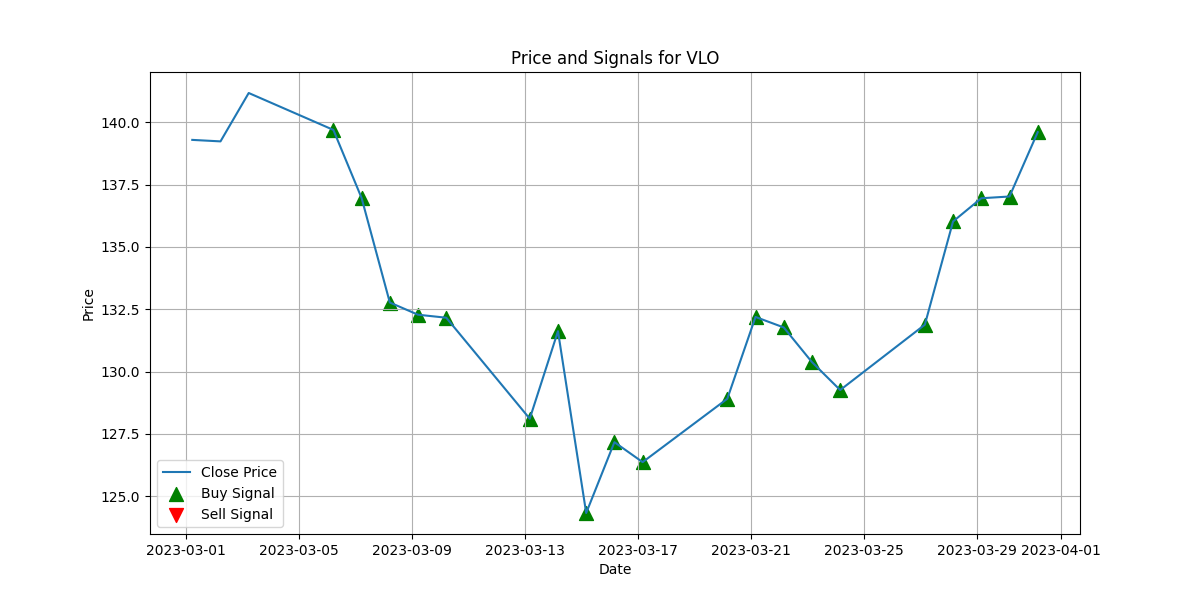 Price and Signals for VLO
Price
140.0
137.5
135.0
132.5
130.0
127.5
125.0
Close Price
Buy Signal
Sell Signal
2023-03-01 2023-03-05 2023-03-09 2023-03-13 2023-03-17 2023-03-21 2023-03-25 2023-03-29 2023-04-01
Date